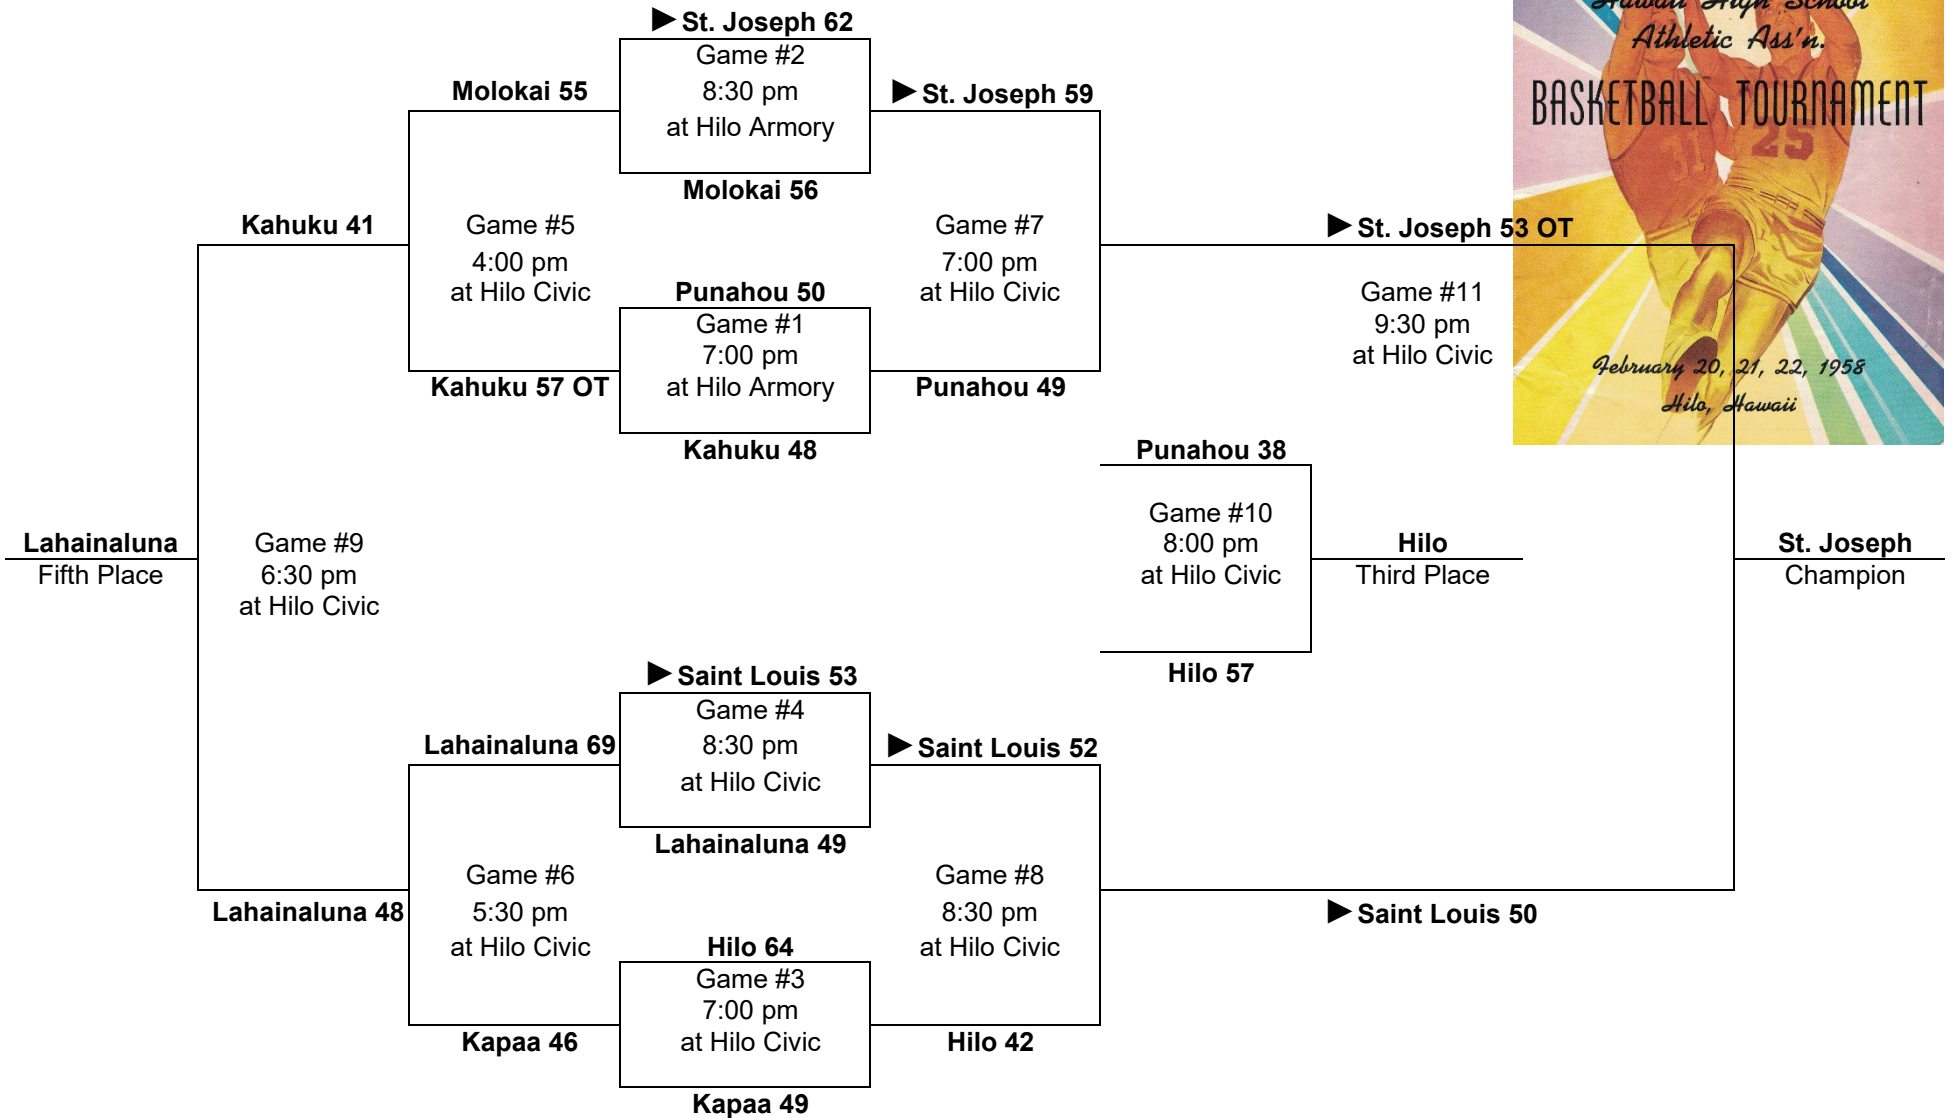 ► St. Joseph 62
Game #2
8:30 pm
at Hilo Armory
Molokai 56
Molokai 55
► St. Joseph 59
Kahuku 41
Game #5
4:00 pm
at Hilo Civic
Punahou 50
Game #1
7:00 pm
at Hilo Armory
Kahuku 48
Kahuku 57 OT
Game #7
7:00 pm
at Hilo Civic
Punahou 49
► St. Joseph 53 OT
Game #11
9:30 pm
at Hilo Civic
Hawaii High School
Athletic Ass'n.
BASKETBALL TOURNAMENT
31
25
February 20, 21, 22, 1958
Hilo, Hawaii
Punahou 38
Game #10
8:00 pm
at Hilo Civic
Hilo 57
Hilo
Third Place
St. Joseph
Champion
Lahainaluna
Fifth Place
Game #9
6:30 pm
at Hilo Civic
► Saint Louis 53
Game #4
8:30 pm
at Hilo Civic
Lahainaluna 49
Lahainaluna 69
► Saint Louis 52
Lahainaluna 48
Game #6
5:30 pm
at Hilo Civic
Hilo 64
Game #3
7:00 pm
at Hilo Civic
Kapaa 49
Kapaa 46
Game #8
8:30 pm
at Hilo Civic
Hilo 42
► Saint Louis 50